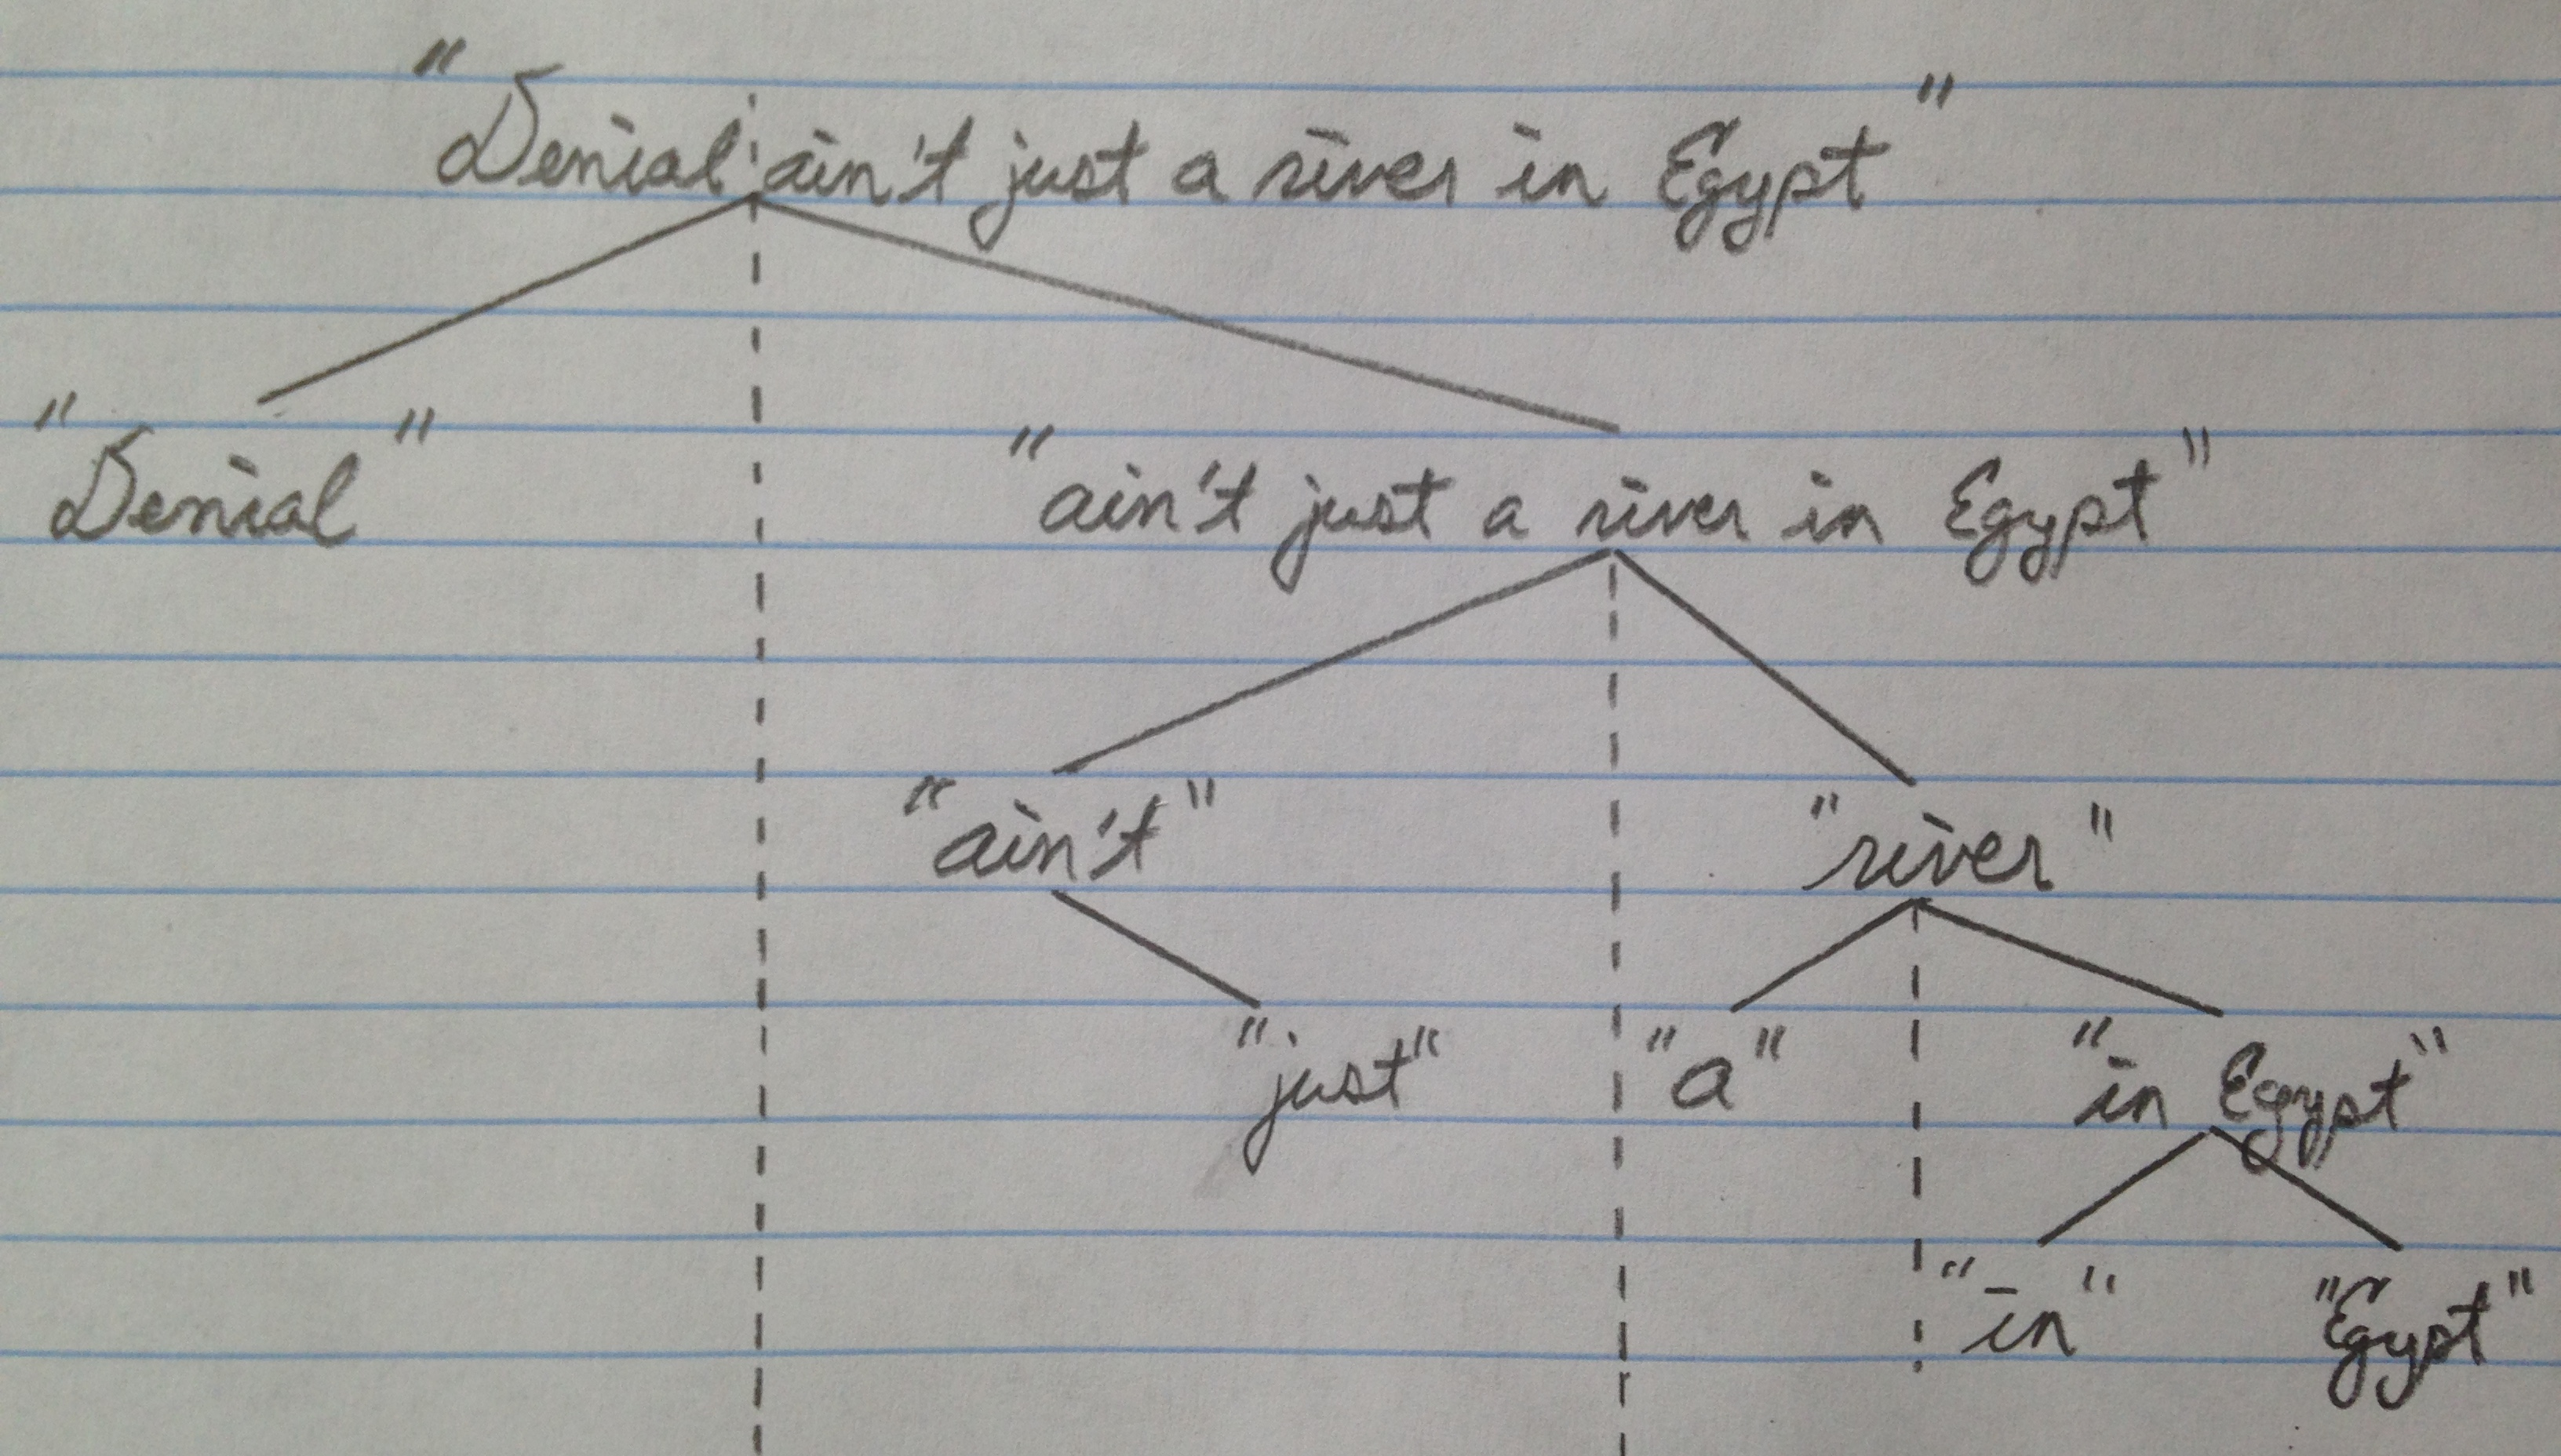 "Denial ain't just a river in Egypt"
"Denial" "ain't just a river in Egypt"
"ain't" "river"
"just" "a" "in Egypt"
"in" "Egypt"